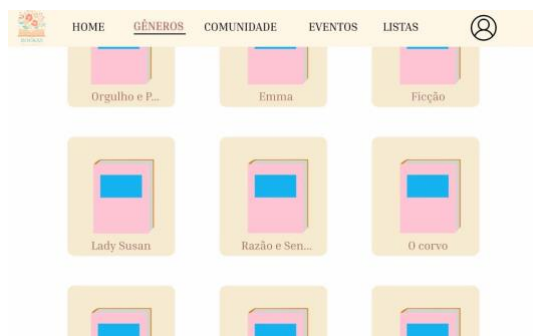 HOME GÊNEROS COMUNIDADE EVENTOS LISTAS
Orgulho e P... Emma Ficção
Lady Susan Razão e Sen... O corvo